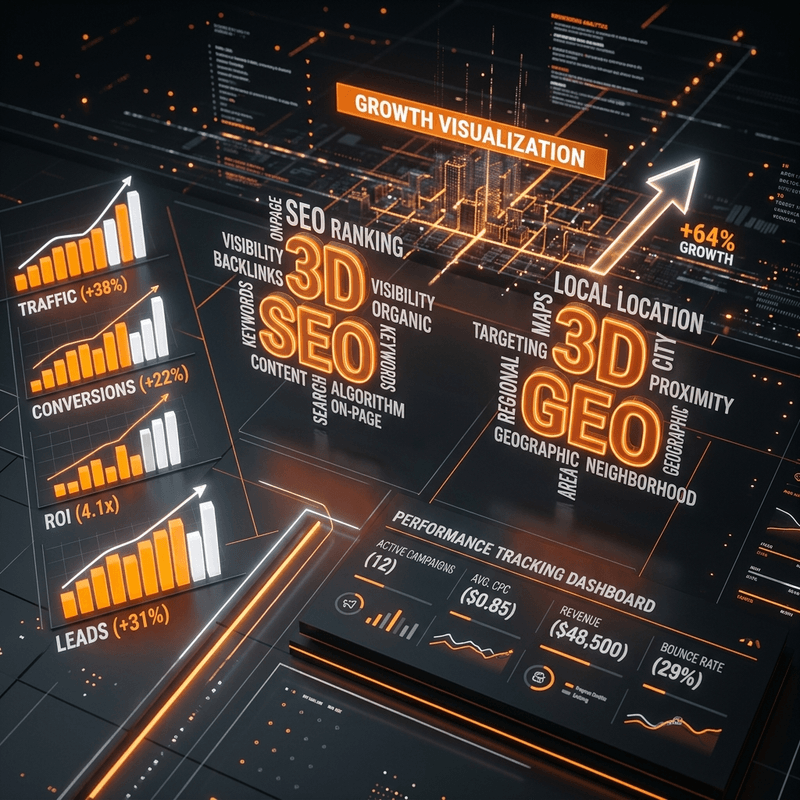 GROWTH VISUALIZATION
+64%
GROWTH
TRAFFIC (+38%)
CONVERSIONS (+22%)
ROI (4.1x)
LEADS (+31%)
ONPAGE
SEO RANKING
VISIBILITY
BACKLINKS
3D
SEO
VISIBILITY
ORGANIC
KEYWORDS
KEYWORDS
CONTENT
SEARCH
ALGORITHM
ON-PAGE
LOCAL LOCATION
MAPS
TARGETING
3D
GEO
CITY
PROXIMITY
REGIONAL
GEOGRAPHIC
GEOGRAPHIC
AREA
NEIGHBORHOOD
PERFORMANCE TRACKING DASHBOARD
ACTIVE CAMPAIGNS
(12)
AVG. CPC
($0.85)
REVENUE
($48,500)
BOUNCE RATE
(29%)